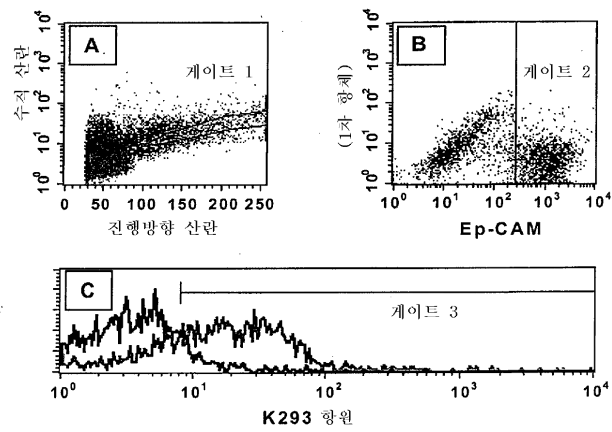 A
게이트 1
수직 산란
10⁴
10³
10²
10¹
10⁰
0 50 100 150 200 250
진행방향 산란
B
게이트 2
(1차 항체)
10⁴
10³
10²
10¹
10⁰
10⁰ 10¹ 10² 10³ 10⁴
Ep-CAM
C
게이트 3
10⁰ 10¹ 10² 10³ 10⁴
K293 항원